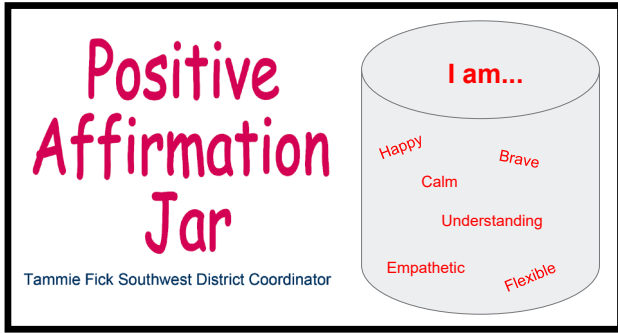 Positive
Affirmation
Jar
Tammie Fick Southwest District Coordinator
I am...
Happy
Brave
Calm
Understanding
Empathetic
Flexible